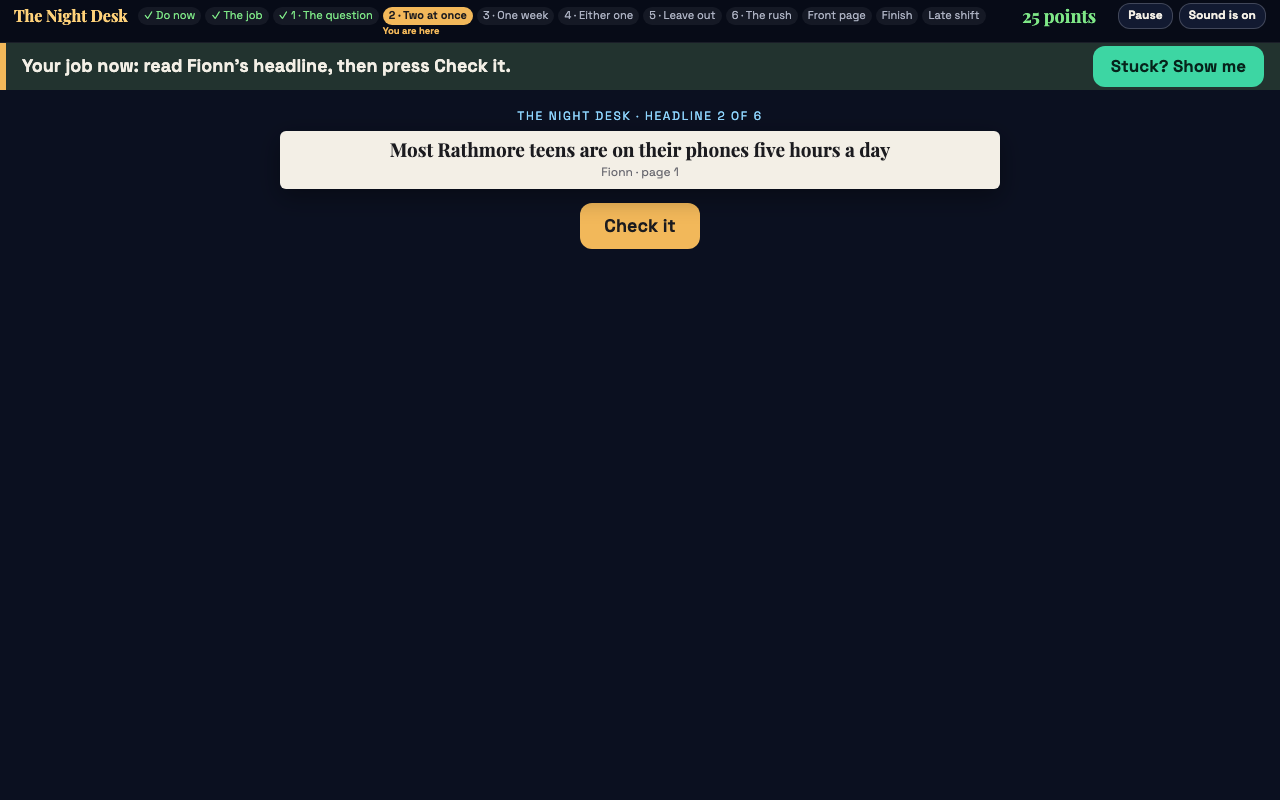 The Night Desk ✓ Do now ✓ The job ✓ 1 · The question 2 · Two at once 3 · One week 4 · Either one 5 · Leave out 6 · The rush Front page Finish Late shift 25 points Pause Sound is on
You are here
Your job now: read Fionn's headline, then press Check it. Stuck? Show me
THE NIGHT DESK · HEADLINE 2 OF 6
Most Rathmore teens are on their phones five hours a day
Fionn · page 1
Check it